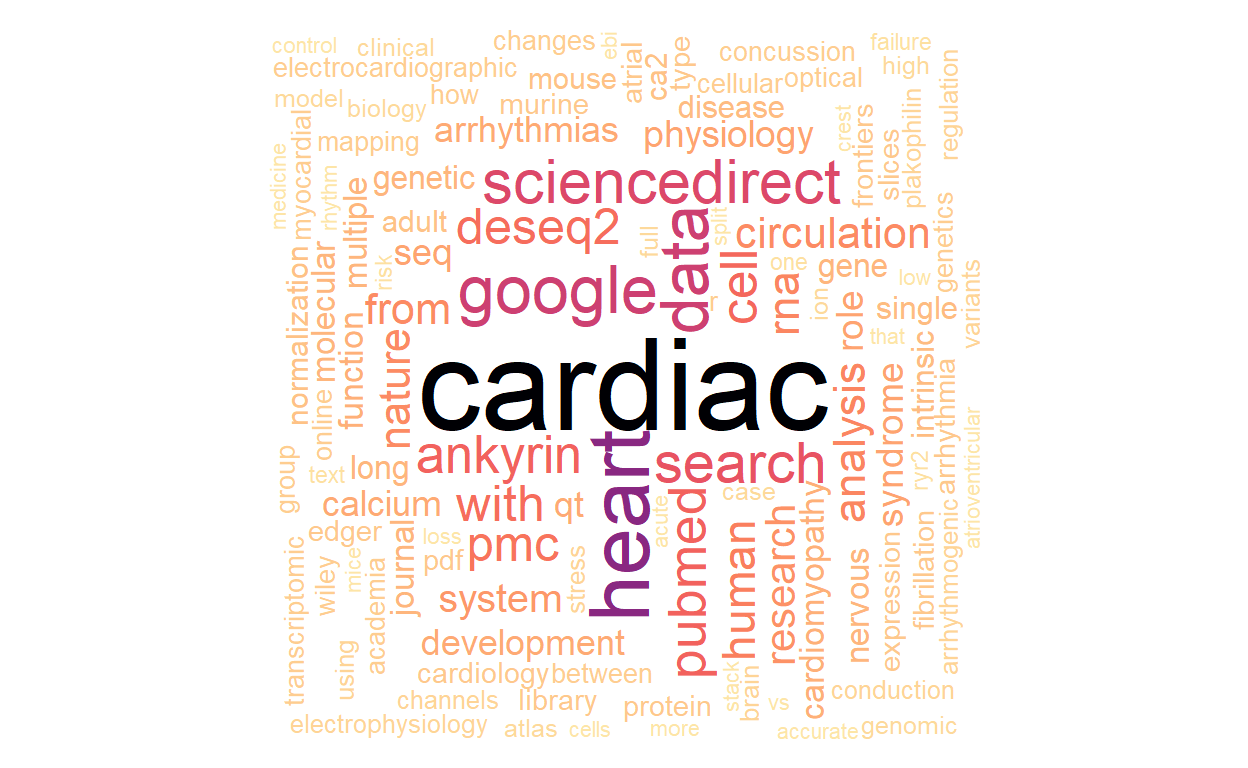 control
clinical
changes
ebi
atrial
ca2
type
concussion
failure
high
electrocardiographic
mouse
cellular
optical
regulation
model
biology
how
murine
disease
crest
frontiers
slices
plakophilin
mapping
arrhythmias
physiology
medicine
myocardial
rhythm
multiple
genetic
sciencedirect
adult
deseq2
full
data
split
circulation
genetics
seq
risk
normalization
molecular
function
from
google
r
cell
rna
one
gene
ion
low
single
variants
nature
cardiac
role
that
analysis
syndrome
intrinsic
arrhythmia
group
online
text
long
ankyrin
heart
search
ryr2
atrioventricular
calcium
with
qt
acute
case
pubmed
human
research
cardiomyopathy
nervous
expression
fibrillation
arrhythmogenic
edger
loss
pdf
pmc
transcriptomic
wiley
mice
academia
journal
system
stress
development
using
cardiology
between
stack
brain
channels
library
protein
vs
conduction
electrophysiology
atlas
cells
more
accurate
genomic